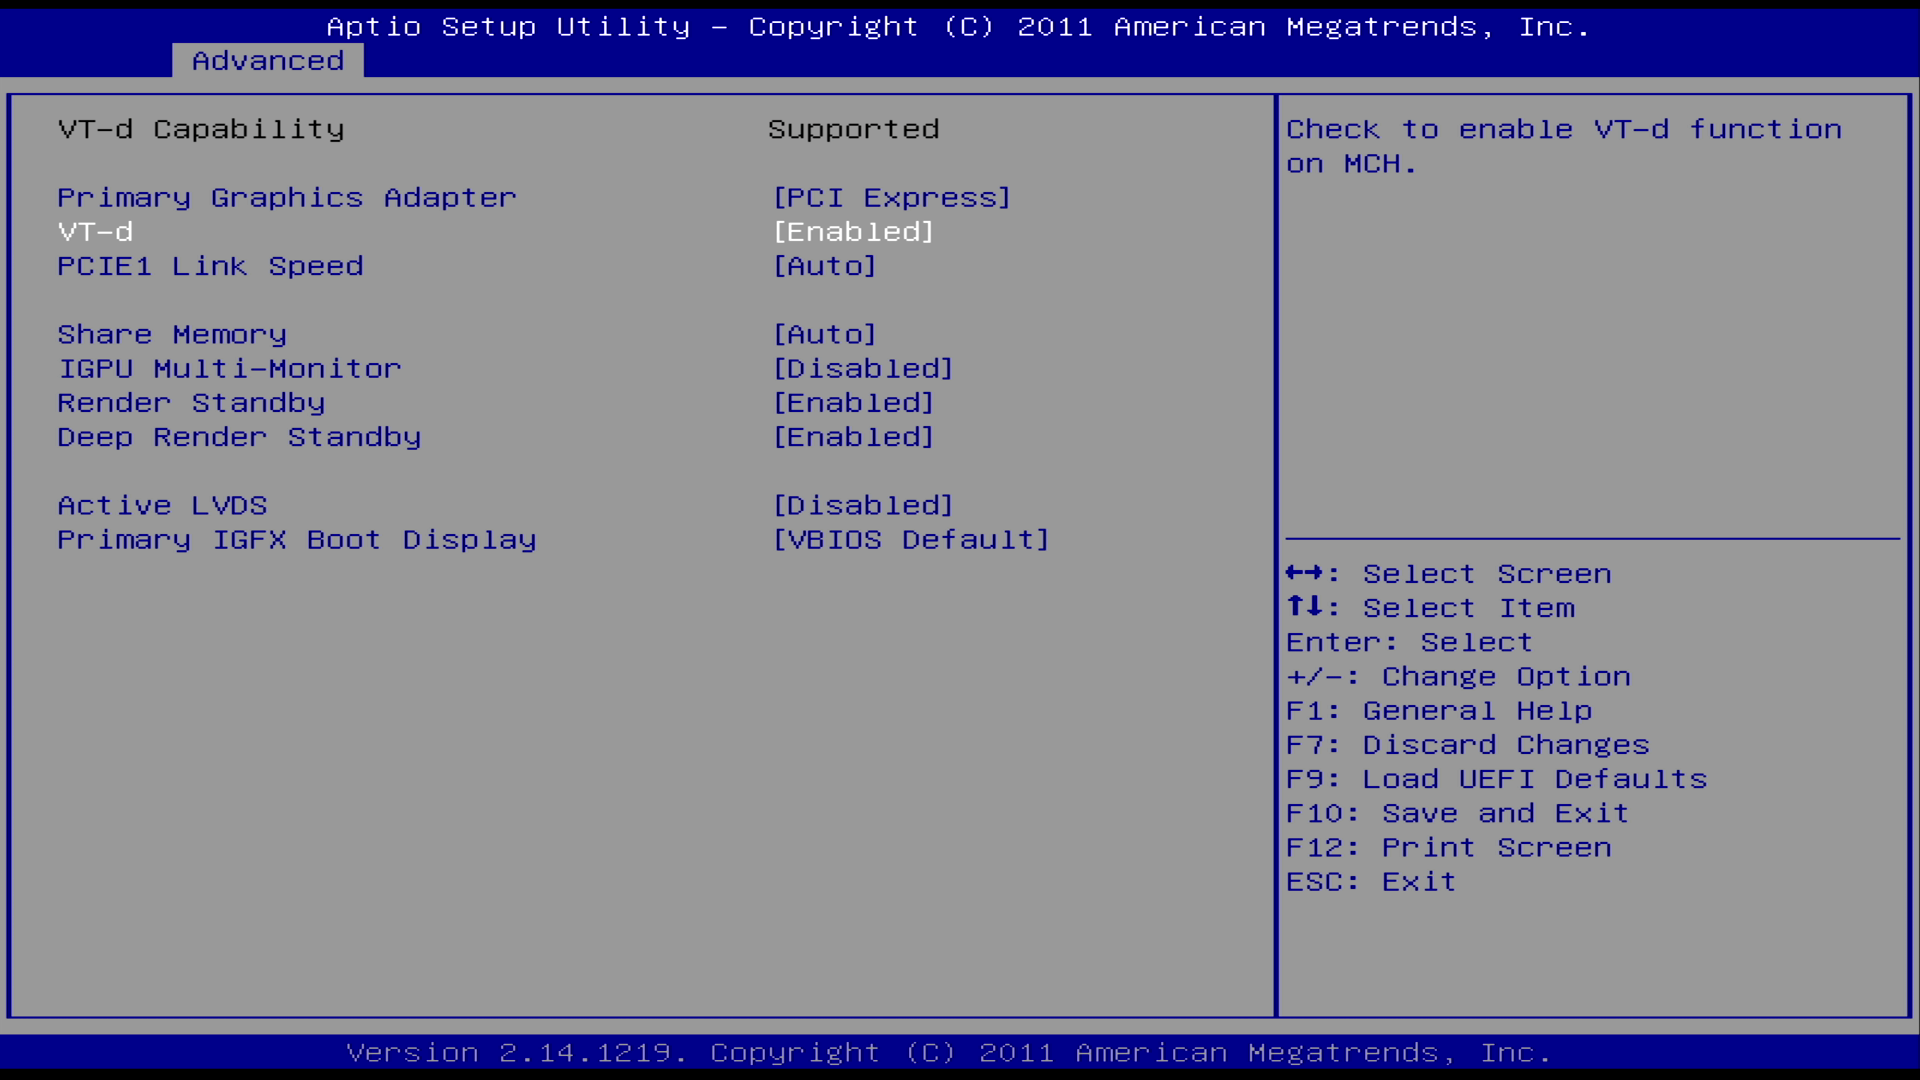 Aptio Setup Utility – Copyright (C) 2011 American Megatrends, Inc.
Advanced
VT–d Capability Supported
Primary Graphics Adapter [PCI Express]
VT–d [Enabled]
PCIE1 Link Speed [Auto]
Share Memory [Auto]
IGPU Multi–Monitor [Disabled]
Render Standby [Enabled]
Deep Render Standby [Enabled]
Active LVDS [Disabled]
Primary IGFX Boot Display [VBIOS Default]
Check to enable VT–d function
on MCH.
←→: Select Screen
↑↓: Select Item
Enter: Select
+/–: Change Option
F1: General Help
F7: Discard Changes
F9: Load UEFI Defaults
F10: Save and Exit
F12: Print Screen
ESC: Exit
Version 2.14.1219. Copyright (C) 2011 American Megatrends, Inc.